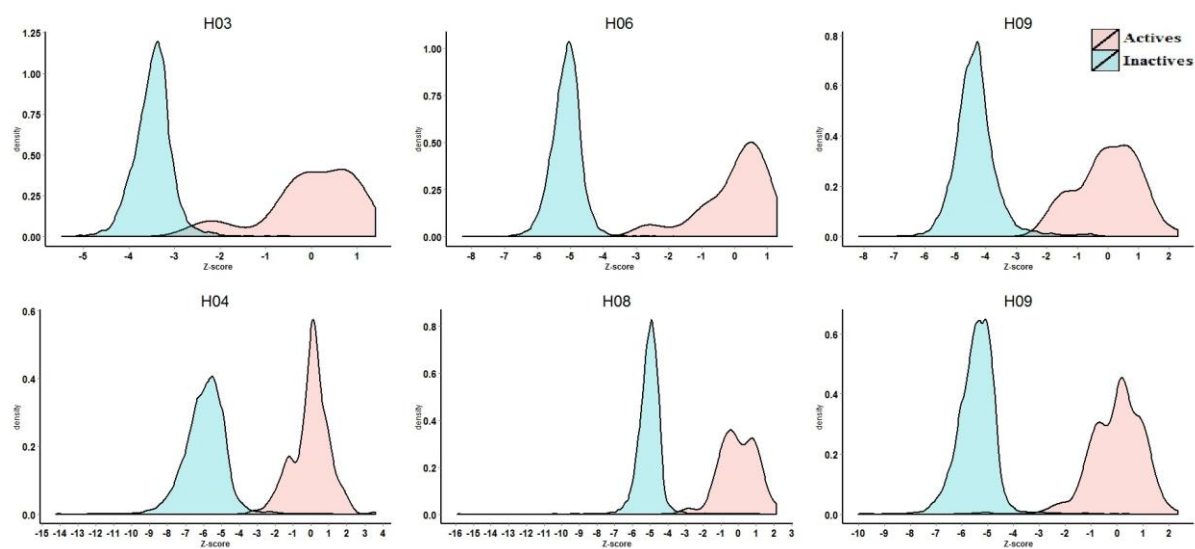 H03
H06
H09
Actives
Inactives
1.25
1.00
0.75
0.50
0.25
0.00
density
-5 -4 -3 -2 -1 0 1
Z-score
1.00
0.75
0.50
0.25
0.00
density
-8 -7 -6 -5 -4 -3 -2 -1 0 1
Z-score
0.8
0.6
0.4
0.2
0.0
density
-8 -7 -6 -5 -4 -3 -2 -1 0 1 2
Z-score
H04
H08
H09
0.6
0.4
0.2
0.0
density
-15 -14 -13 -12 -11 -10 -9 -8 -7 -6 -5 -4 -3 -2 -1 0 1 2 3 4
Z-score
0.8
0.6
0.4
0.2
0.0
density
-16 -15 -14 -13 -12 -11 -10 -9 -8 -7 -6 -5 -4 -3 -2 -1 0 1 2 3
Z-score
0.6
0.4
0.2
0.0
density
-10 -9 -8 -7 -6 -5 -4 -3 -2 -1 0 1 2
Z-score